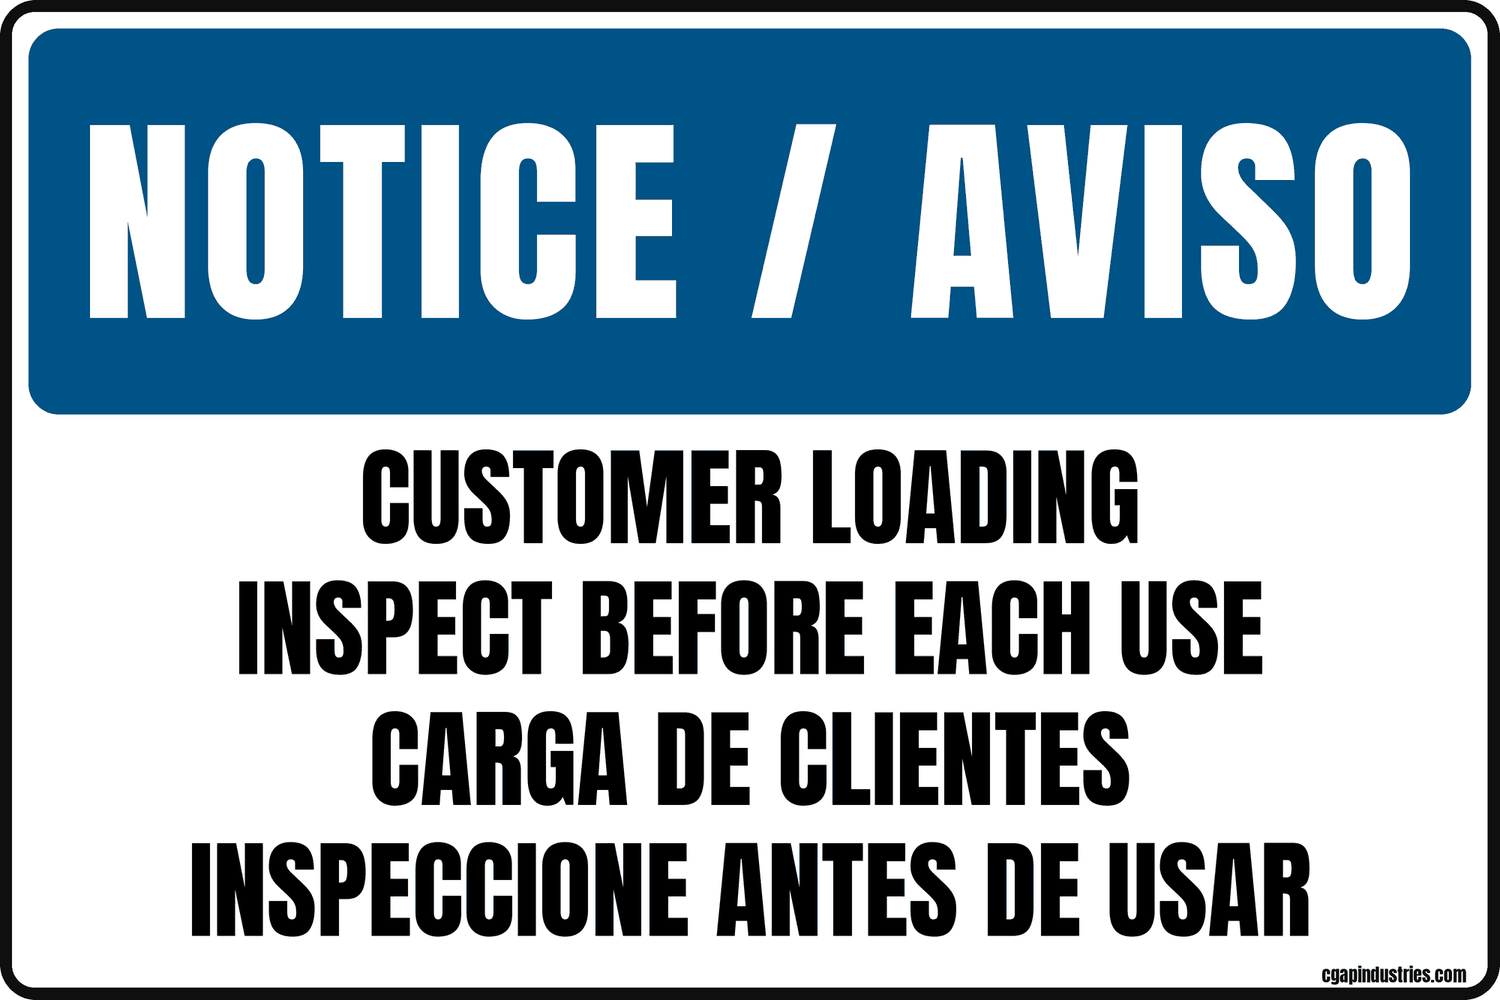 NOTICE / AVISO
CUSTOMER LOADING
INSPECT BEFORE EACH USE
CARGA DE CLIENTES
INSPECCIONE ANTES DE USAR
cgapindustries.com